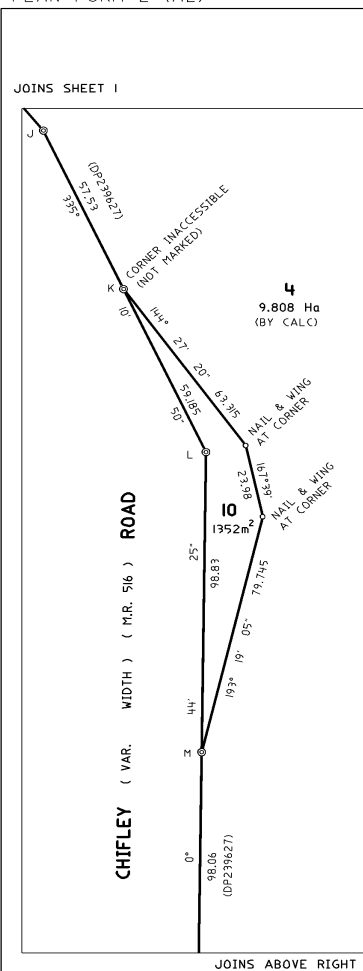 PLAN FORM 2 (A2)
JOINS SHEET 1
J
(DP239627)
57.53
335°
CORNER INACCESSIBLE
(NOT MARKED)
K
10'
59.185
50"
144° 27' 20" 63.315
4
9.808 Ha
(BY CALC)
NAIL & WING
AT CORNER
L
167°39'
23.98
NAIL & WING
AT CORNER
10
1352m²
25"
98.83
44'
79.745
193° 19' 05"
M
CHIFLEY ( VAR. WIDTH ) ( M.R. 516 ) ROAD
0°
98.06
(DP239627)
JOINS ABOVE RIGHT